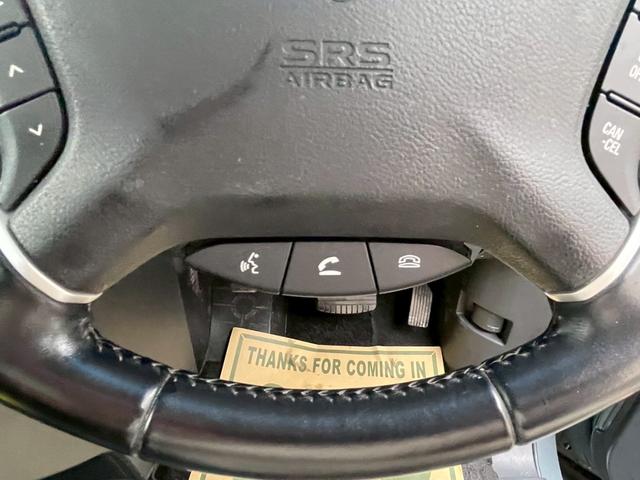 SRS
AIRBAG
CAN
-CEL
THANKS FOR COMING IN